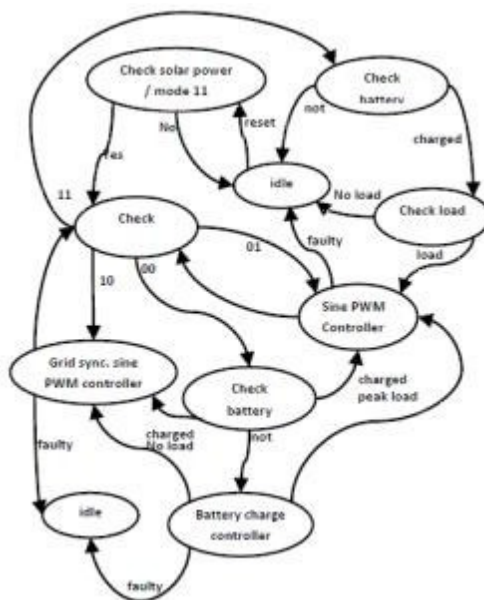 Check solar power
/ mode 11
Check
battery
No
reset
not
charged
Yes
idle
No load
Check load
11
Check
01
faulty
load
10
00
Sine PWM
Controller
Grid sync. sine
PWM controller
Check
battery
charged
peak load
charged
No load
not
faulty
idle
Battery charge
controller
faulty